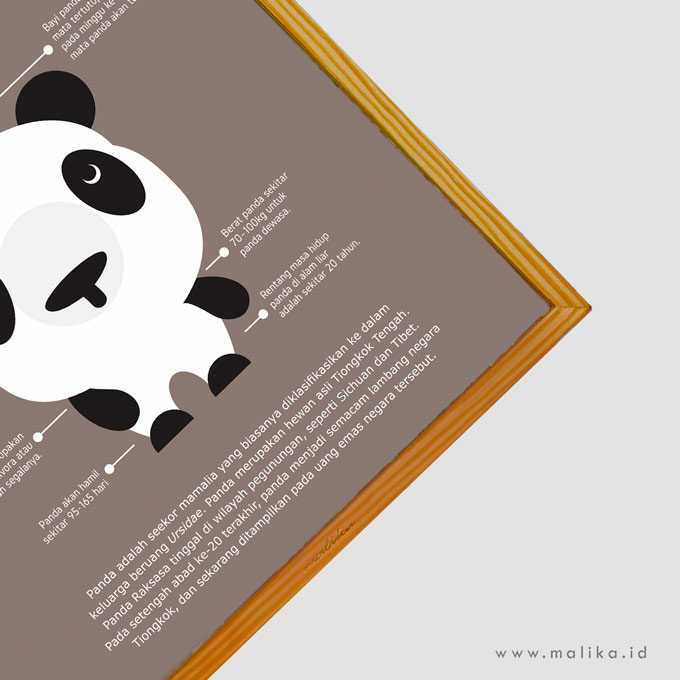 Bayi panda
mata tertutup
pada minggu ke
mata panda akan
Berat panda sekitar
70-100kg untuk
panda dewasa.
Rentang masa hidup
panda di alam liar
adalah sekitar 20 tahun.
atau
segalanya.
Panda akan hamil
sekitar 95-165 hari
Panda adalah seekor mamalia yang biasanya diklasifikasikan ke dalam
keluarga beruang Ursidae. Panda merupakan hewan asli Tiongkok Tengah.
Panda Raksasa tinggal di wilayah pegunungan, seperti Sichuan dan Tibet.
Pada setengah abad ke-20 terakhir, panda menjadi semacam lambang negara
Tiongkok, dan sekarang ditampilkan pada uang emas negara tersebut.
malika
www.malika.id